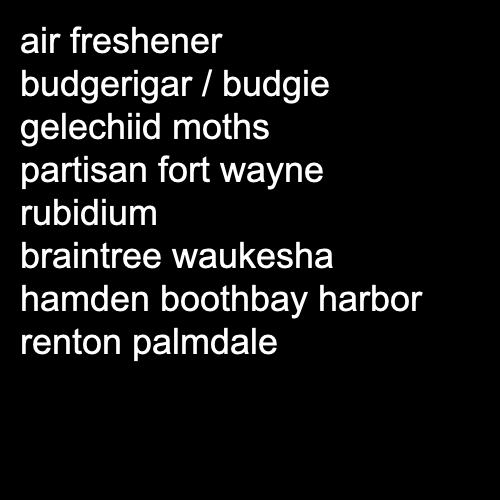 air freshener
budgerigar / budgie
gelechiid moths
partisan fort wayne
rubidium
braintree waukesha
hamden boothbay harbor
renton palmdale